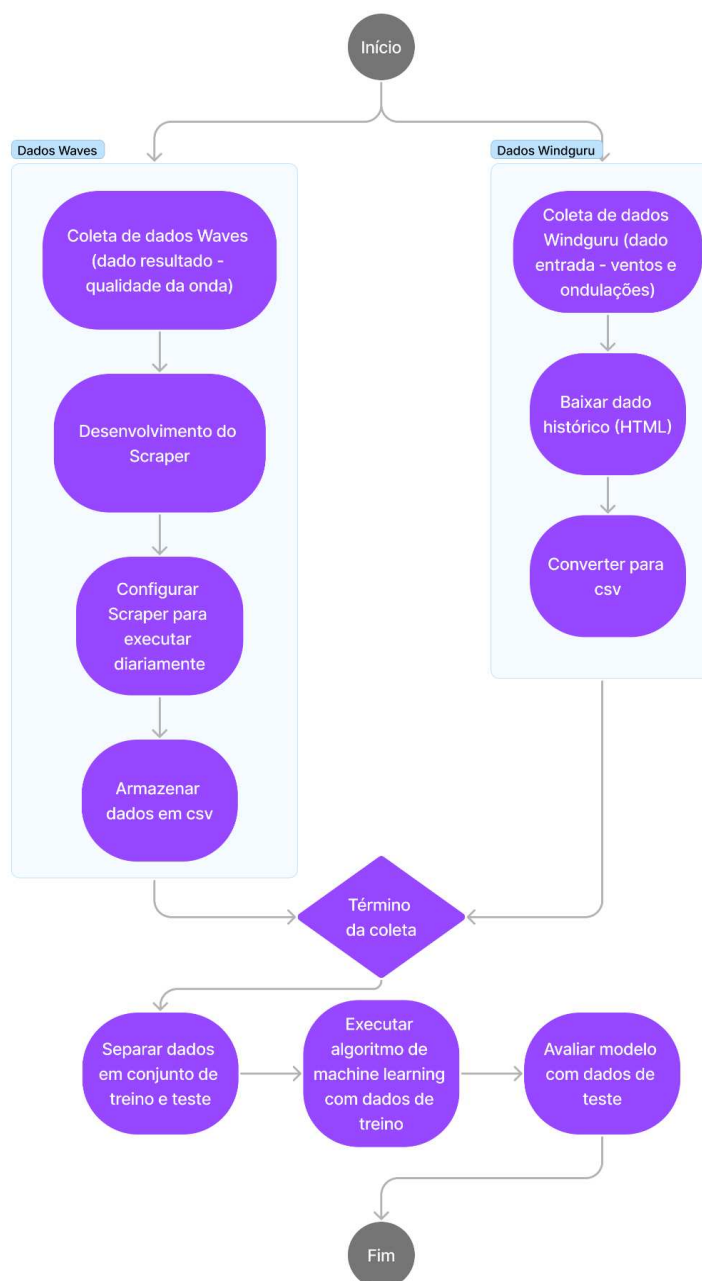 Início
Dados Waves
Coleta de dados Waves
(dado resultado -
qualidade da onda)
Desenvolvimento do
Scraper
Configurar
Scraper para
executar
diariamente
Armazenar
dados em csv
Dados Windguru
Coleta de dados
Windguru (dado
entrada - ventos e
ondulações)
Baixar dado
histórico (HTML)
Converter para
csv
Término
da coleta
Separar dados
em conjunto de
treino e teste
Executar
algoritmo de
machine learning
com dados de
treino
Avaliar modelo
com dados de
teste
Fim